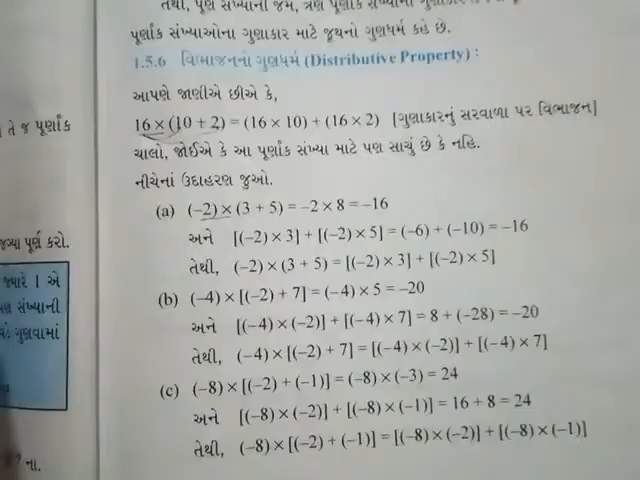 તથી, પૂર્ણ સંખ્યાની જેમ, ત્રણ પૂર્ણાંક સંખ્યાના
પૂર્ણાંક સંખ્યાઓના ગુણાકાર માટે જૂથનો ગુણધર્મ કહે છે.
1.5.6 વિભાજનનો ગુણધર્મ (Distributive Property) :
આપણે જાણીએ છીએ કે,
16 × (10 + 2) = (16 × 10) + (16 × 2) [ગુણાકારનું સરવાળા પર વિભાજન]
ચાલો, જોઈએ કે આ પૂર્ણાંક સંખ્યા માટે પણ સાચું છે કે નહિ.
નીચેનાં ઉદાહરણ જુઓ.
(a) (–2) × (3 + 5) = –2 × 8 = –16
અને [(–2) × 3] + [(–2) × 5] = (–6) + (–10) = –16
તેથી, (–2) × (3 + 5) = [(–2) × 3] + [(–2) × 5]
(b) (–4) × [(–2) + 7] = (–4) × 5 = –20
અને [(–4) × (–2)] + [(–4) × 7] = 8 + (–28) = –20
તેથી, (–4) × [(–2) + 7] = [(–4) × (–2)] + [(–4) × 7]
(c) (–8) × [(–2) + (–1)] = (–8) × (–3) = 24
અને [(–8) × (–2)] + [(–8) × (–1)] = 16 + 8 = 24
તેથી, (–8) × [(–2) + (–1)] = [(–8) × (–2)] + [(–8) × (–1)]
તે જ પૂર્ણાંક
પૂર્ણ કરો.
જ્યારે 1 એ
સંખ્યાની
ગુણવામાં
ના.